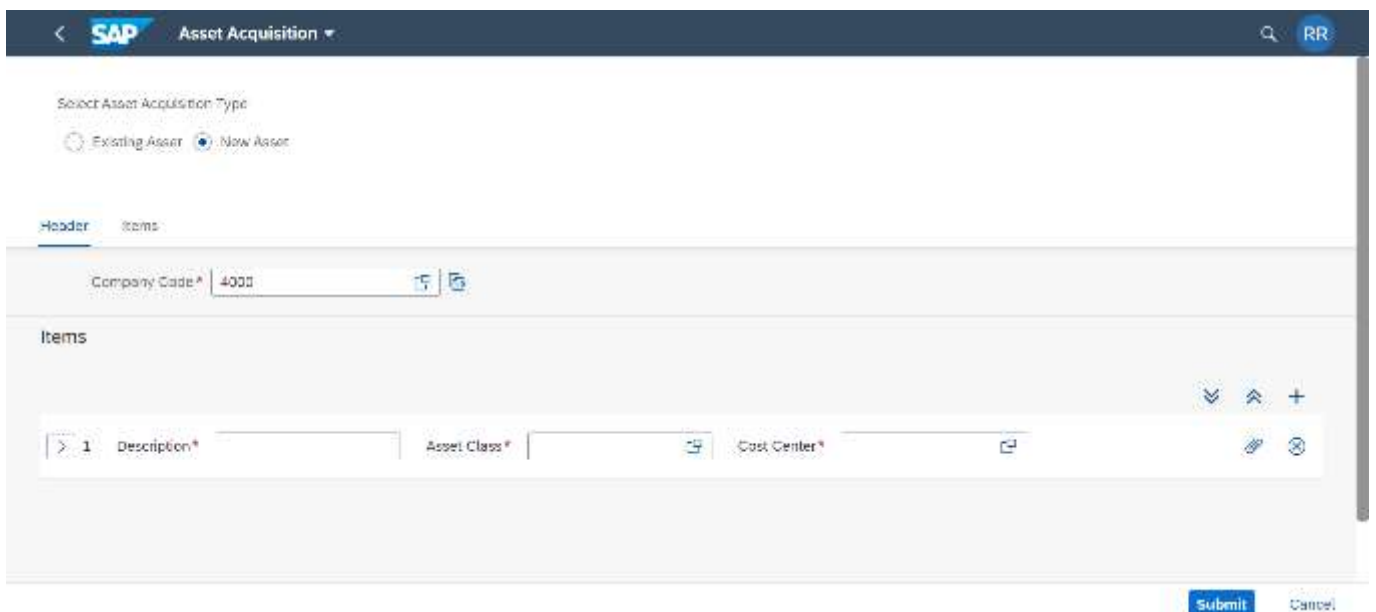 SAP Asset Acquisition RR
Select Asset Acquisition Type
Existing Asset New Asset
Header Items
Company Code* 4000
Items
1 Description* Asset Class* Cost Center*
Submit Cancel